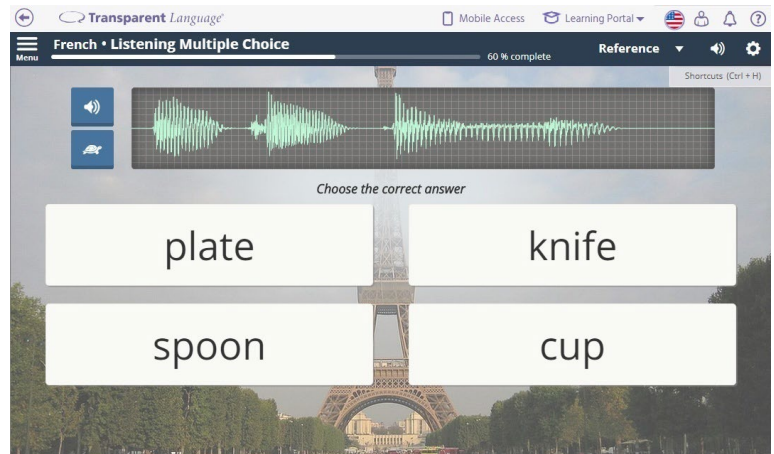 Transparent Language
Mobile Access
Learning Portal
Menu
French • Listening Multiple Choice
60 % complete
Reference
Shortcuts (Ctrl + H)
Choose the correct answer
plate
knife
spoon
cup